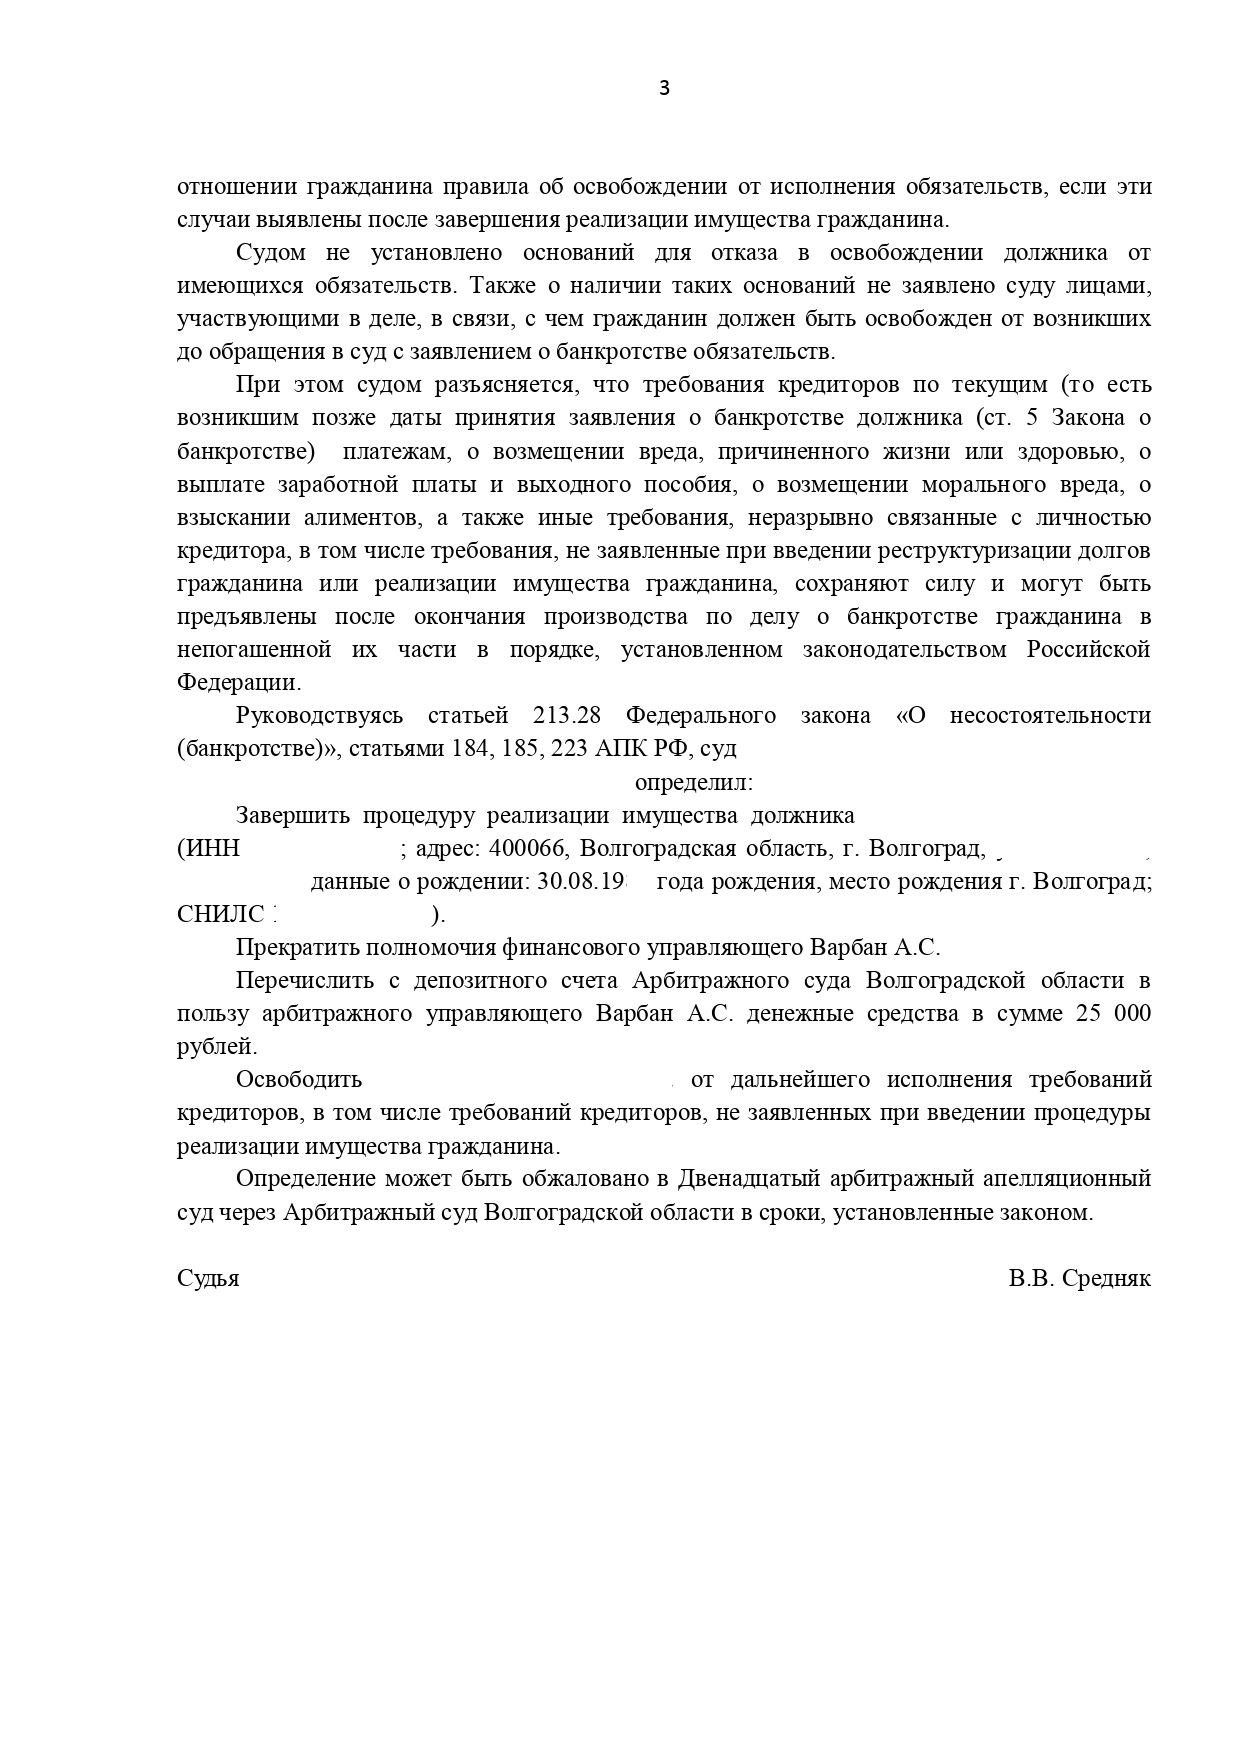 3
отношении гражданина правила об освобождении от исполнения обязательств, если эти
случаи выявлены после завершения реализации имущества гражданина.
Судом не установлено оснований для отказа в освобождении должника от
имеющихся обязательств. Также о наличии таких оснований не заявлено суду лицами,
участвующими в деле, в связи, с чем гражданин должен быть освобожден от возникших
до обращения в суд с заявлением о банкротстве обязательств.
При этом судом разъясняется, что требования кредиторов по текущим (то есть
возникшим позже даты принятия заявления о банкротстве должника (ст. 5 Закона о
банкротстве) платежам, о возмещении вреда, причиненного жизни или здоровью, о
выплате заработной платы и выходного пособия, о возмещении морального вреда, о
взыскании алиментов, а также иные требования, неразрывно связанные с личностью
кредитора, в том числе требования, не заявленные при введении реструктуризации долгов
гражданина или реализации имущества гражданина, сохраняют силу и могут быть
предъявлены после окончания производства по делу о банкротстве гражданина в
непогашенной их части в порядке, установленном законодательством Российской
Федерации.
Руководствуясь статьей 213.28 Федерального закона «О несостоятельности
(банкротстве)», статьями 184, 185, 223 АПК РФ, суд
определил:
Завершить процедуру реализации имущества должника
(ИНН ; адрес: 400066, Волгоградская область, г. Волгоград,
данные о рождении: 30.08.19 года рождения, место рождения г. Волгоград;
СНИЛС ).
Прекратить полномочия финансового управляющего Варбан А.С.
Перечислить с депозитного счета Арбитражного суда Волгоградской области в
пользу арбитражного управляющего Варбан А.С. денежные средства в сумме 25 000
рублей.
Освободить от дальнейшего исполнения требований
кредиторов, в том числе требований кредиторов, не заявленных при введении процедуры
реализации имущества гражданина.
Определение может быть обжаловано в Двенадцатый арбитражный апелляционный
суд через Арбитражный суд Волгоградской области в сроки, установленные законом.
Судья В.В. Средняк